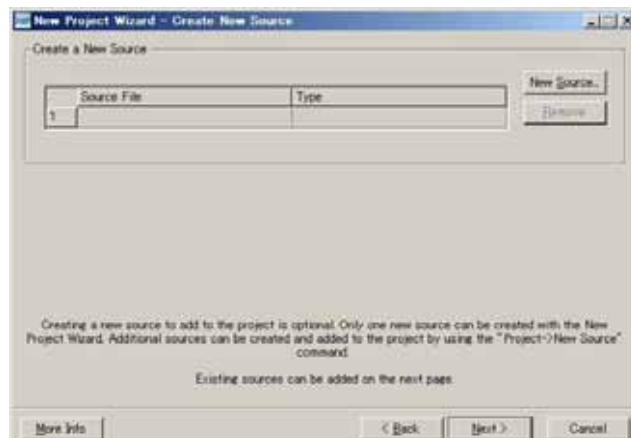 New Project Wizard - Create New Source
Create a New Source
Source File Type
1
New Source...
Remove
Creating a new source to add to the project is optional. Only one new source can be created with the New
Project Wizard. Additional sources can be created and added to the project by using the "Project->New Source"
command.
Existing sources can be added on the next page.
More Info < Back Next > Cancel